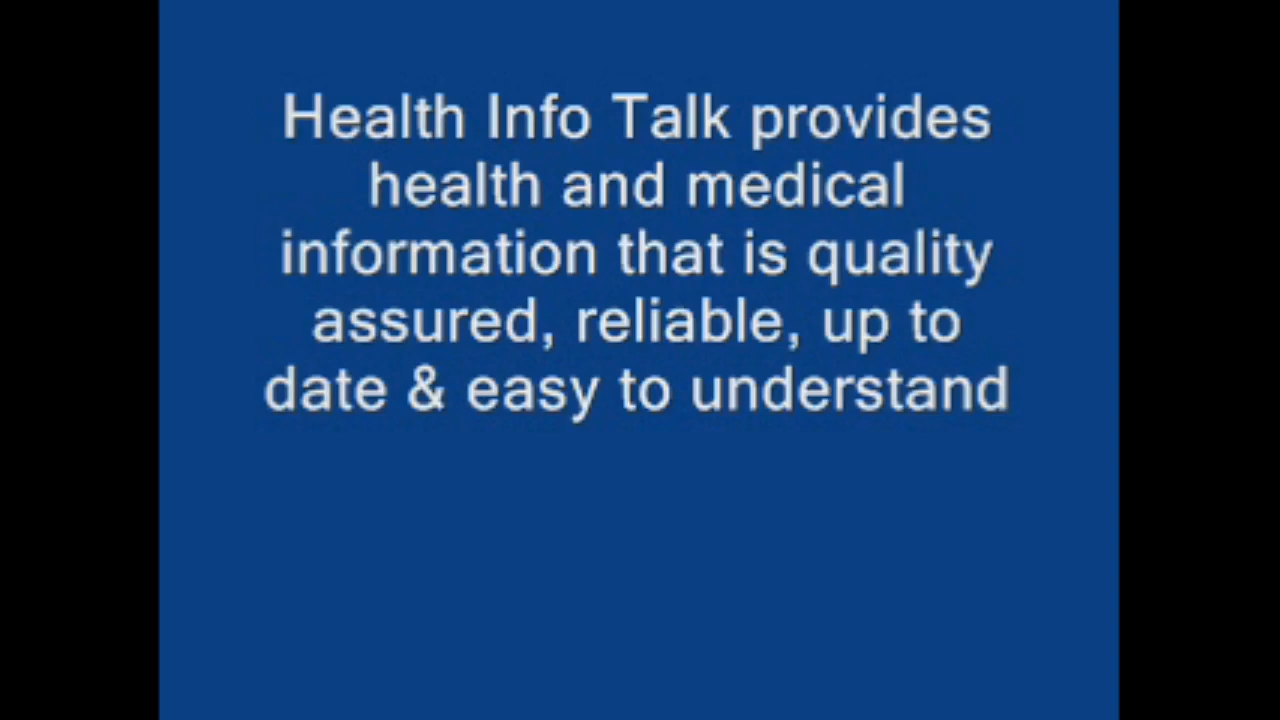 Health Info Talk provides
health and medical
information that is quality
assured, reliable, up to
date & easy to understand